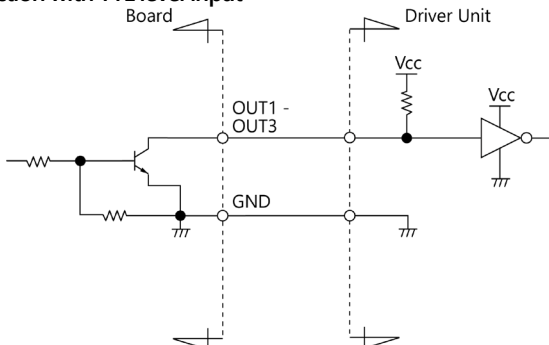 Board
Driver Unit
Vcc
Vcc
OUT1 -
OUT3
GND